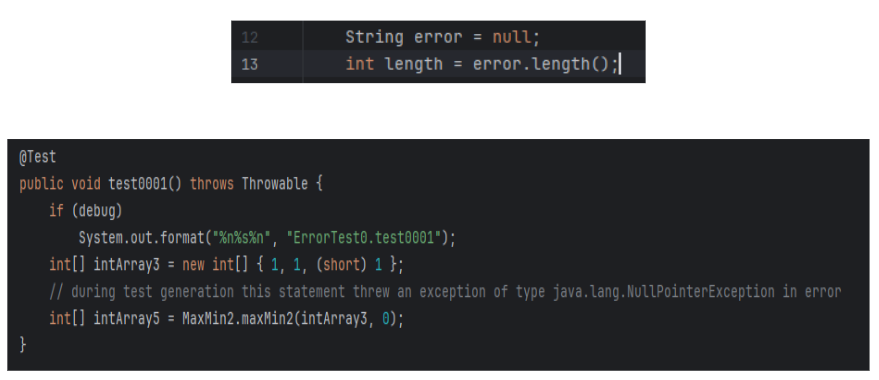 12 String error = null;
13 int length = error.length();
@Test
public void test0001() throws Throwable {
if (debug)
System.out.format("%n%s%n", "ErrorTest0.test0001");
int[] intArray3 = new int[] { 1, 1, (short) 1 };
// during test generation this statement threw an exception of type java.lang.NullPointerException in error
int[] intArray5 = MaxMin2.maxMin2(intArray3, 0);
}